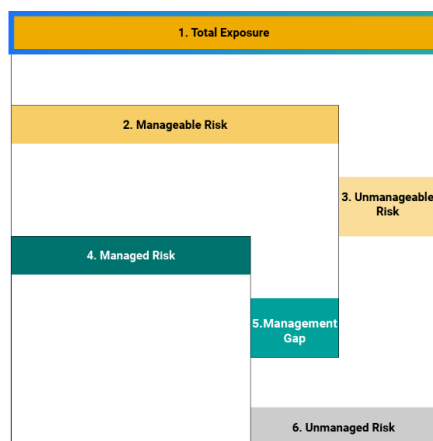 1. Total Exposure
2. Manageable Risk
3. Unmanageable
Risk
4. Managed Risk
5.Management
Gap
6. Unmanaged Risk